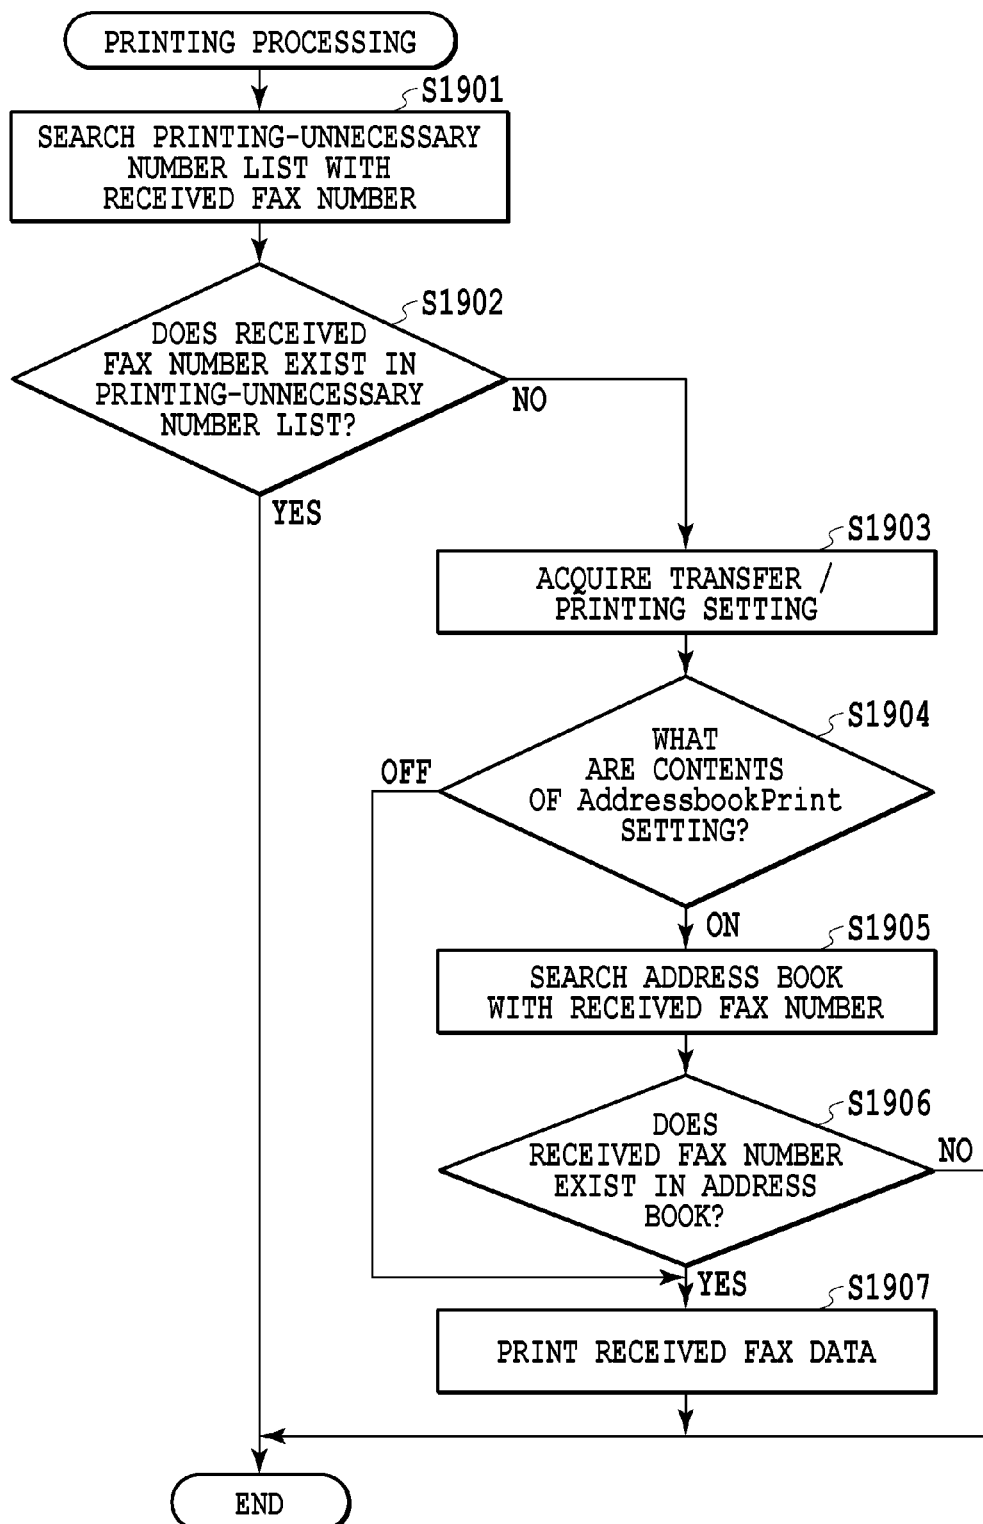 PRINTING PROCESSING
S1901
SEARCH PRINTING-UNNECESSARY
NUMBER LIST WITH
RECEIVED FAX NUMBER
S1902
DOES RECEIVED
FAX NUMBER EXIST IN
PRINTING-UNNECESSARY
NUMBER LIST?
NO
YES
S1903
ACQUIRE TRANSFER /
PRINTING SETTING
S1904
WHAT
ARE CONTENTS
OF AddressbookPrint
SETTING?
OFF
ON
S1905
SEARCH ADDRESS BOOK
WITH RECEIVED FAX NUMBER
S1906
DOES
RECEIVED FAX NUMBER
EXIST IN ADDRESS
BOOK?
NO
YES
S1907
PRINT RECEIVED FAX DATA
END